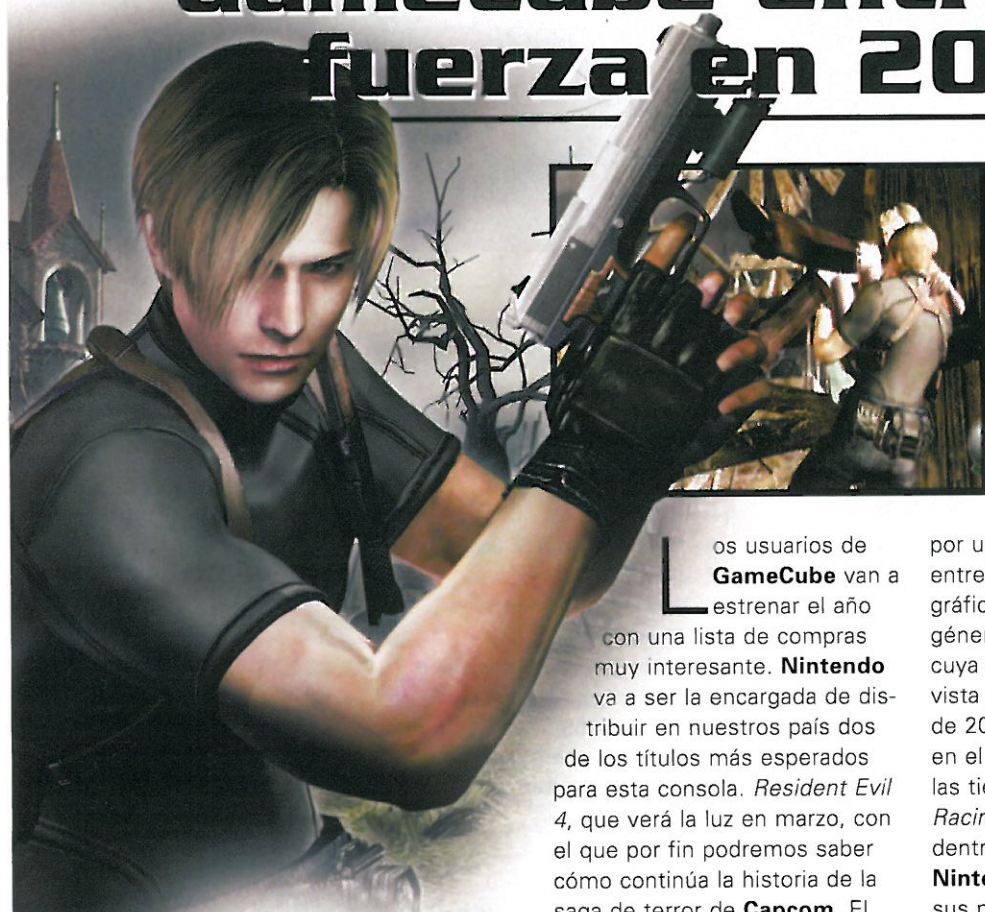 Gamecube entr
fuerza en 20
Los usuarios de
GameCube van a
estrenar el año
con una lista de compras
muy interesante. Nintendo
va a ser la encargada de dis-
tribuir en nuestros país dos
de los títulos más esperados
para esta consola. Resident Evil
4, que verá la luz en marzo, con
el que por fin podremos saber
cómo continúa la historia de la
saga de terror de Capcom. El
por u
entre
gráfic
géner
cuya
vista
de 20
en el
las tie
Racin
dentr
Ninte
sus